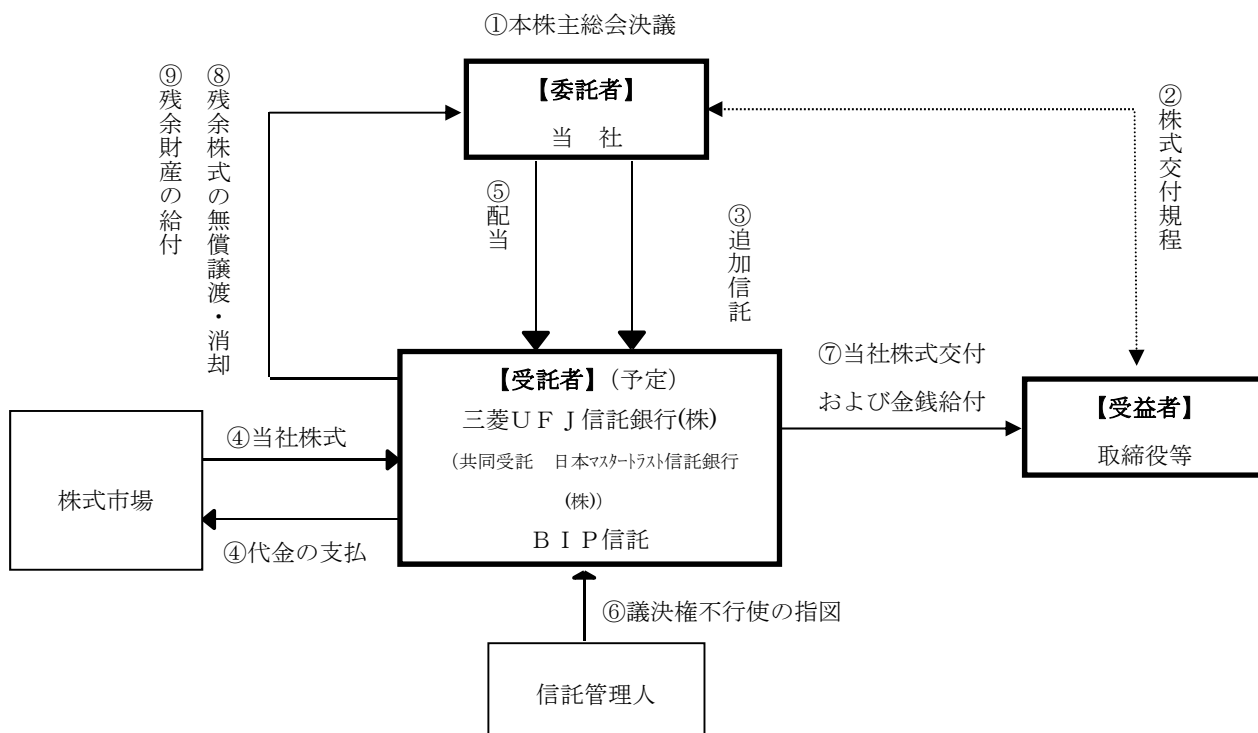 ①本株主総会決議
⑨残余財産の給付
⑧残余株式の無償譲渡・消却
【委託者】
当　社
②株式交付規程
⑤配当
③追加信託
⑦当社株式交付
および金銭給付
【受託者】（予定）
三菱ＵＦＪ信託銀行(株)
（共同受託　日本ﾏｽﾀｰﾄﾗｽﾄ信託銀行
(株)）
ＢＩＰ信託
【受益者】
取締役等
④当社株式
株式市場
④代金の支払
⑥議決権不行使の指図
信託管理人